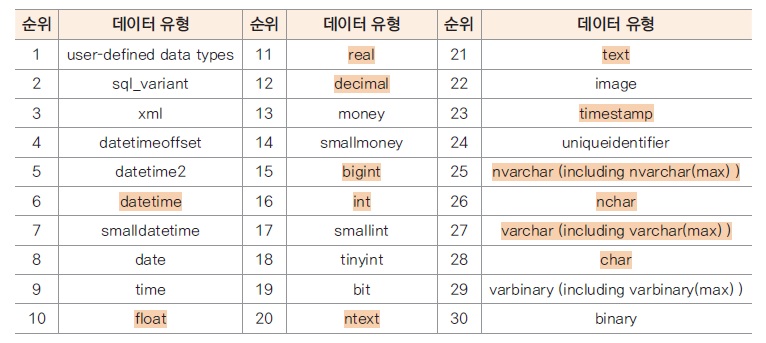 순위 데이터 유형 순위 데이터 유형 순위 데이터 유형
1 user-defined data types 11 real 21 text
2 sql_variant 12 decimal 22 image
3 xml 13 money 23 timestamp
4 datetimeoffset 14 smallmoney 24 uniqueidentifier
5 datetime2 15 bigint 25 nvarchar (including nvarchar(max) )
6 datetime 16 int 26 nchar
7 smalldatetime 17 smallint 27 varchar (including varchar(max) )
8 date 18 tinyint 28 char
9 time 19 bit 29 varbinary (including varbinary(max) )
10 float 20 ntext 30 binary